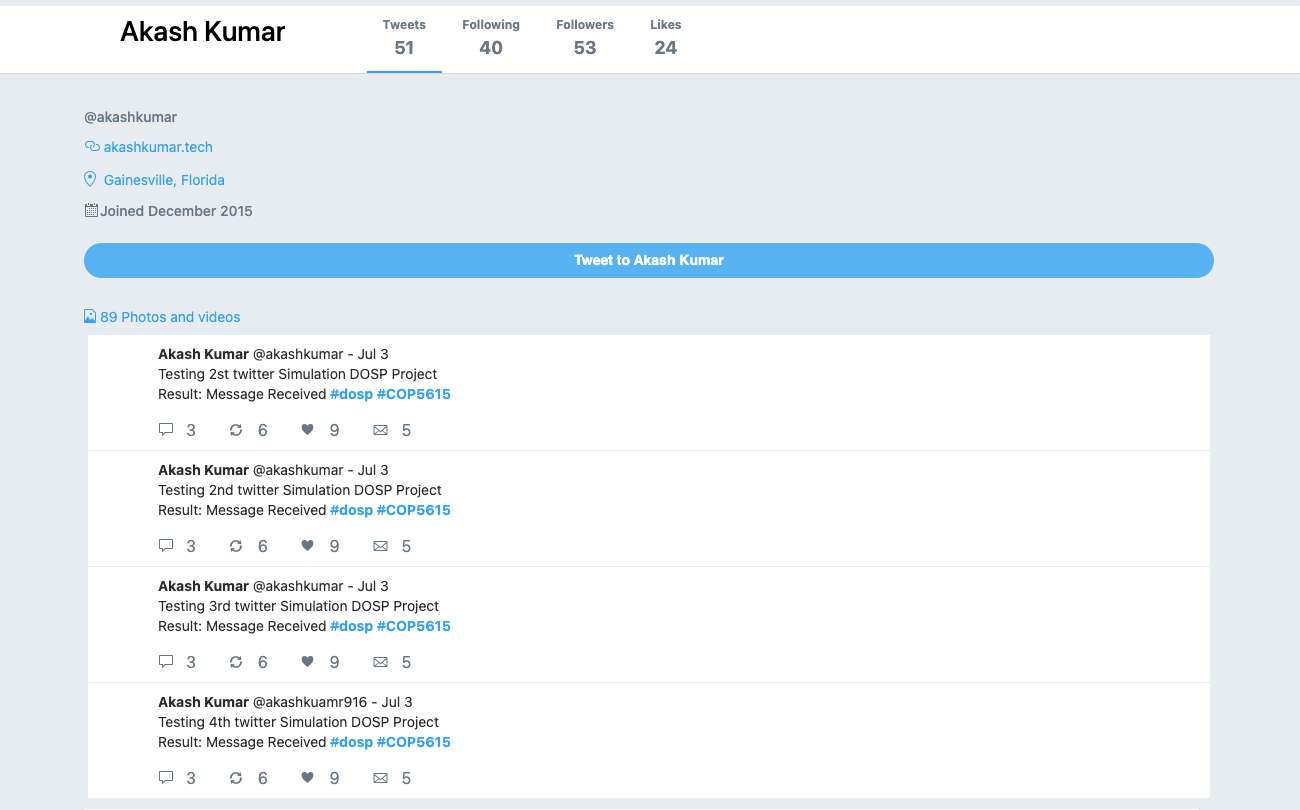 Akash Kumar
Tweets Following Followers Likes
51 40 53 24
@akashkumar
akashkumar.tech
Gainesville, Florida
Joined December 2015
Tweet to Akash Kumar
89 Photos and videos
Akash Kumar @akashkumar - Jul 3
Testing 2st twitter Simulation DOSP Project
Result: Message Received #dosp #COP5615
3 6 9 5
Akash Kumar @akashkumar - Jul 3
Testing 2nd twitter Simulation DOSP Project
Result: Message Received #dosp #COP5615
3 6 9 5
Akash Kumar @akashkumar - Jul 3
Testing 3rd twitter Simulation DOSP Project
Result: Message Received #dosp #COP5615
3 6 9 5
Akash Kumar @akashkuamr916 - Jul 3
Testing 4th twitter Simulation DOSP Project
Result: Message Received #dosp #COP5615
3 6 9 5